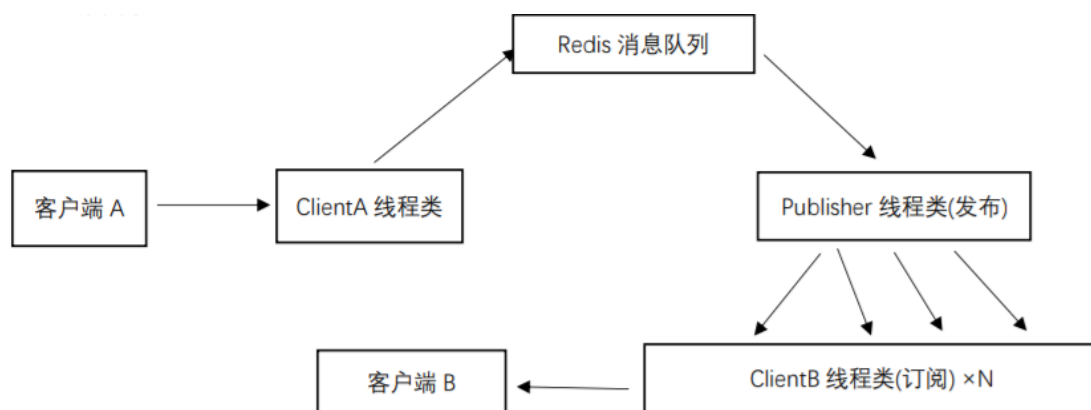 Redis 消息队列
客户端 A
ClientA 线程类
Publisher 线程类(发布)
客户端 B
ClientB 线程类(订阅) ×N